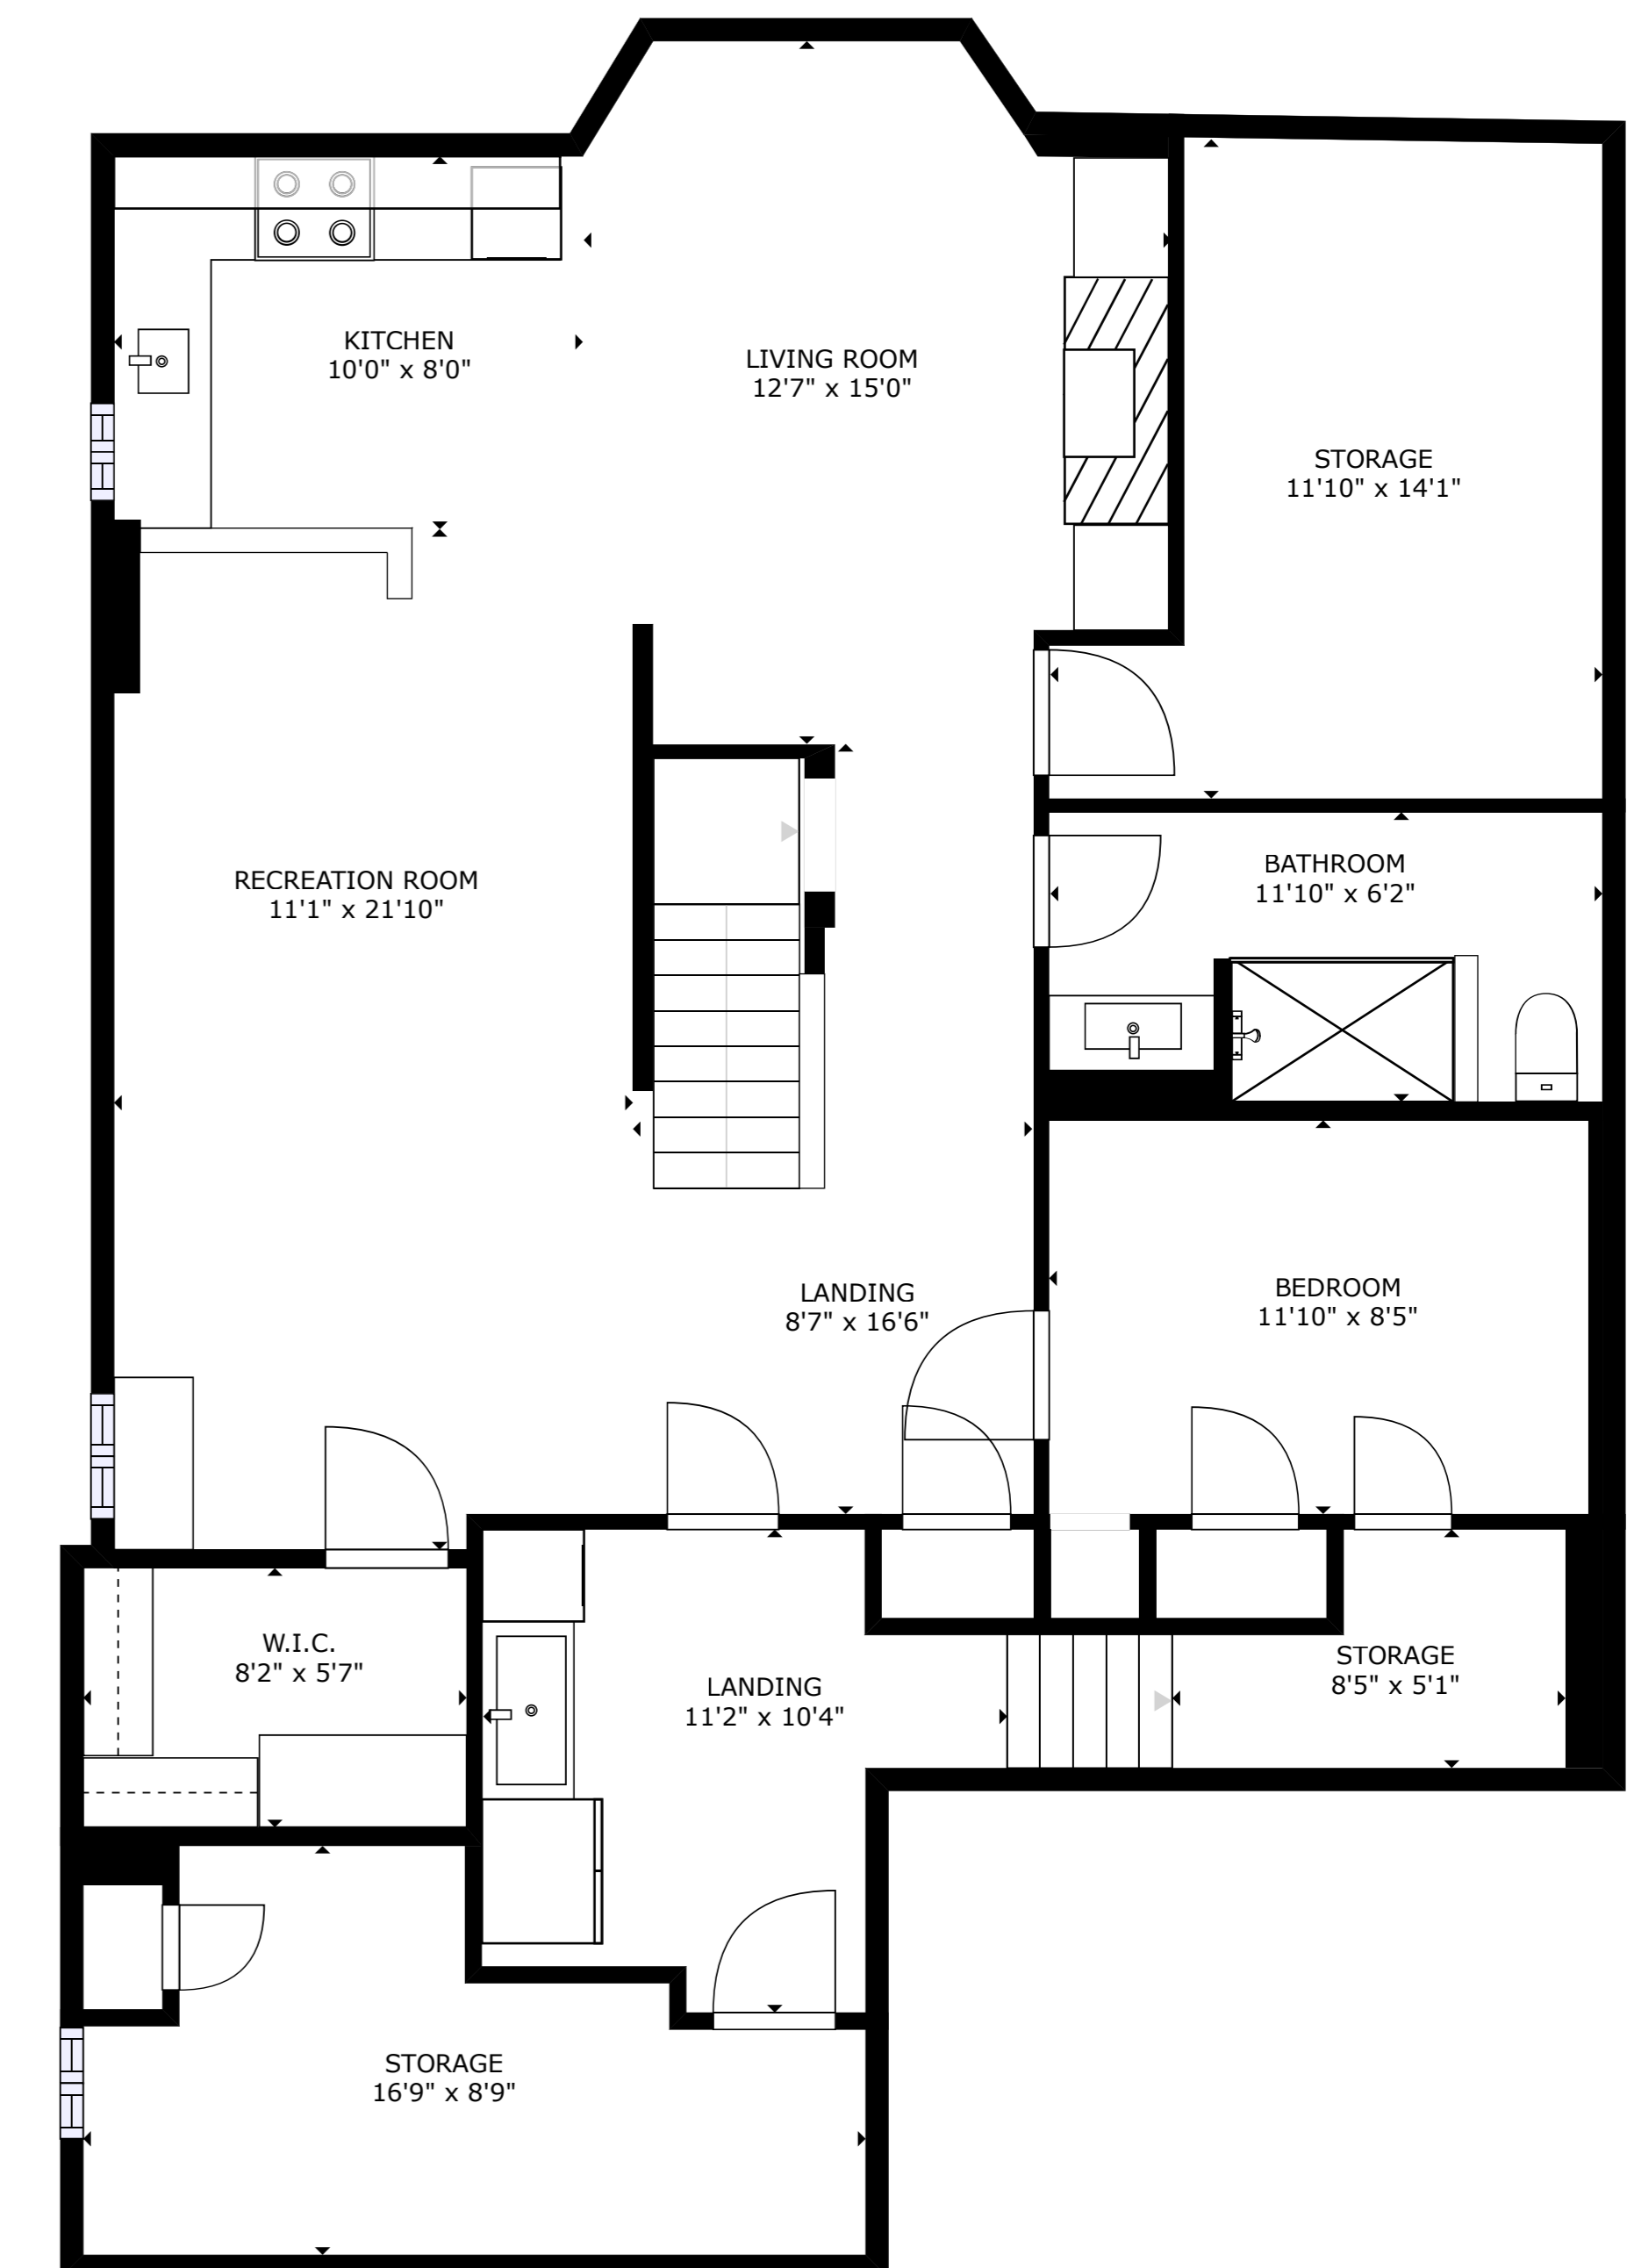 KITCHEN
10'0" x 8'0"
LIVING ROOM
12'7" x 15'0"
STORAGE
11'10" x 14'1"
RECREATION ROOM
11'1" x 21'10"
BATHROOM
11'10" x 6'2"
LANDING
8'7" x 16'6"
BEDROOM
11'10" x 8'5"
W.I.C.
8'2" x 5'7"
LANDING
11'2" x 10'4"
STORAGE
8'5" x 5'1"
STORAGE
16'9" x 8'9"